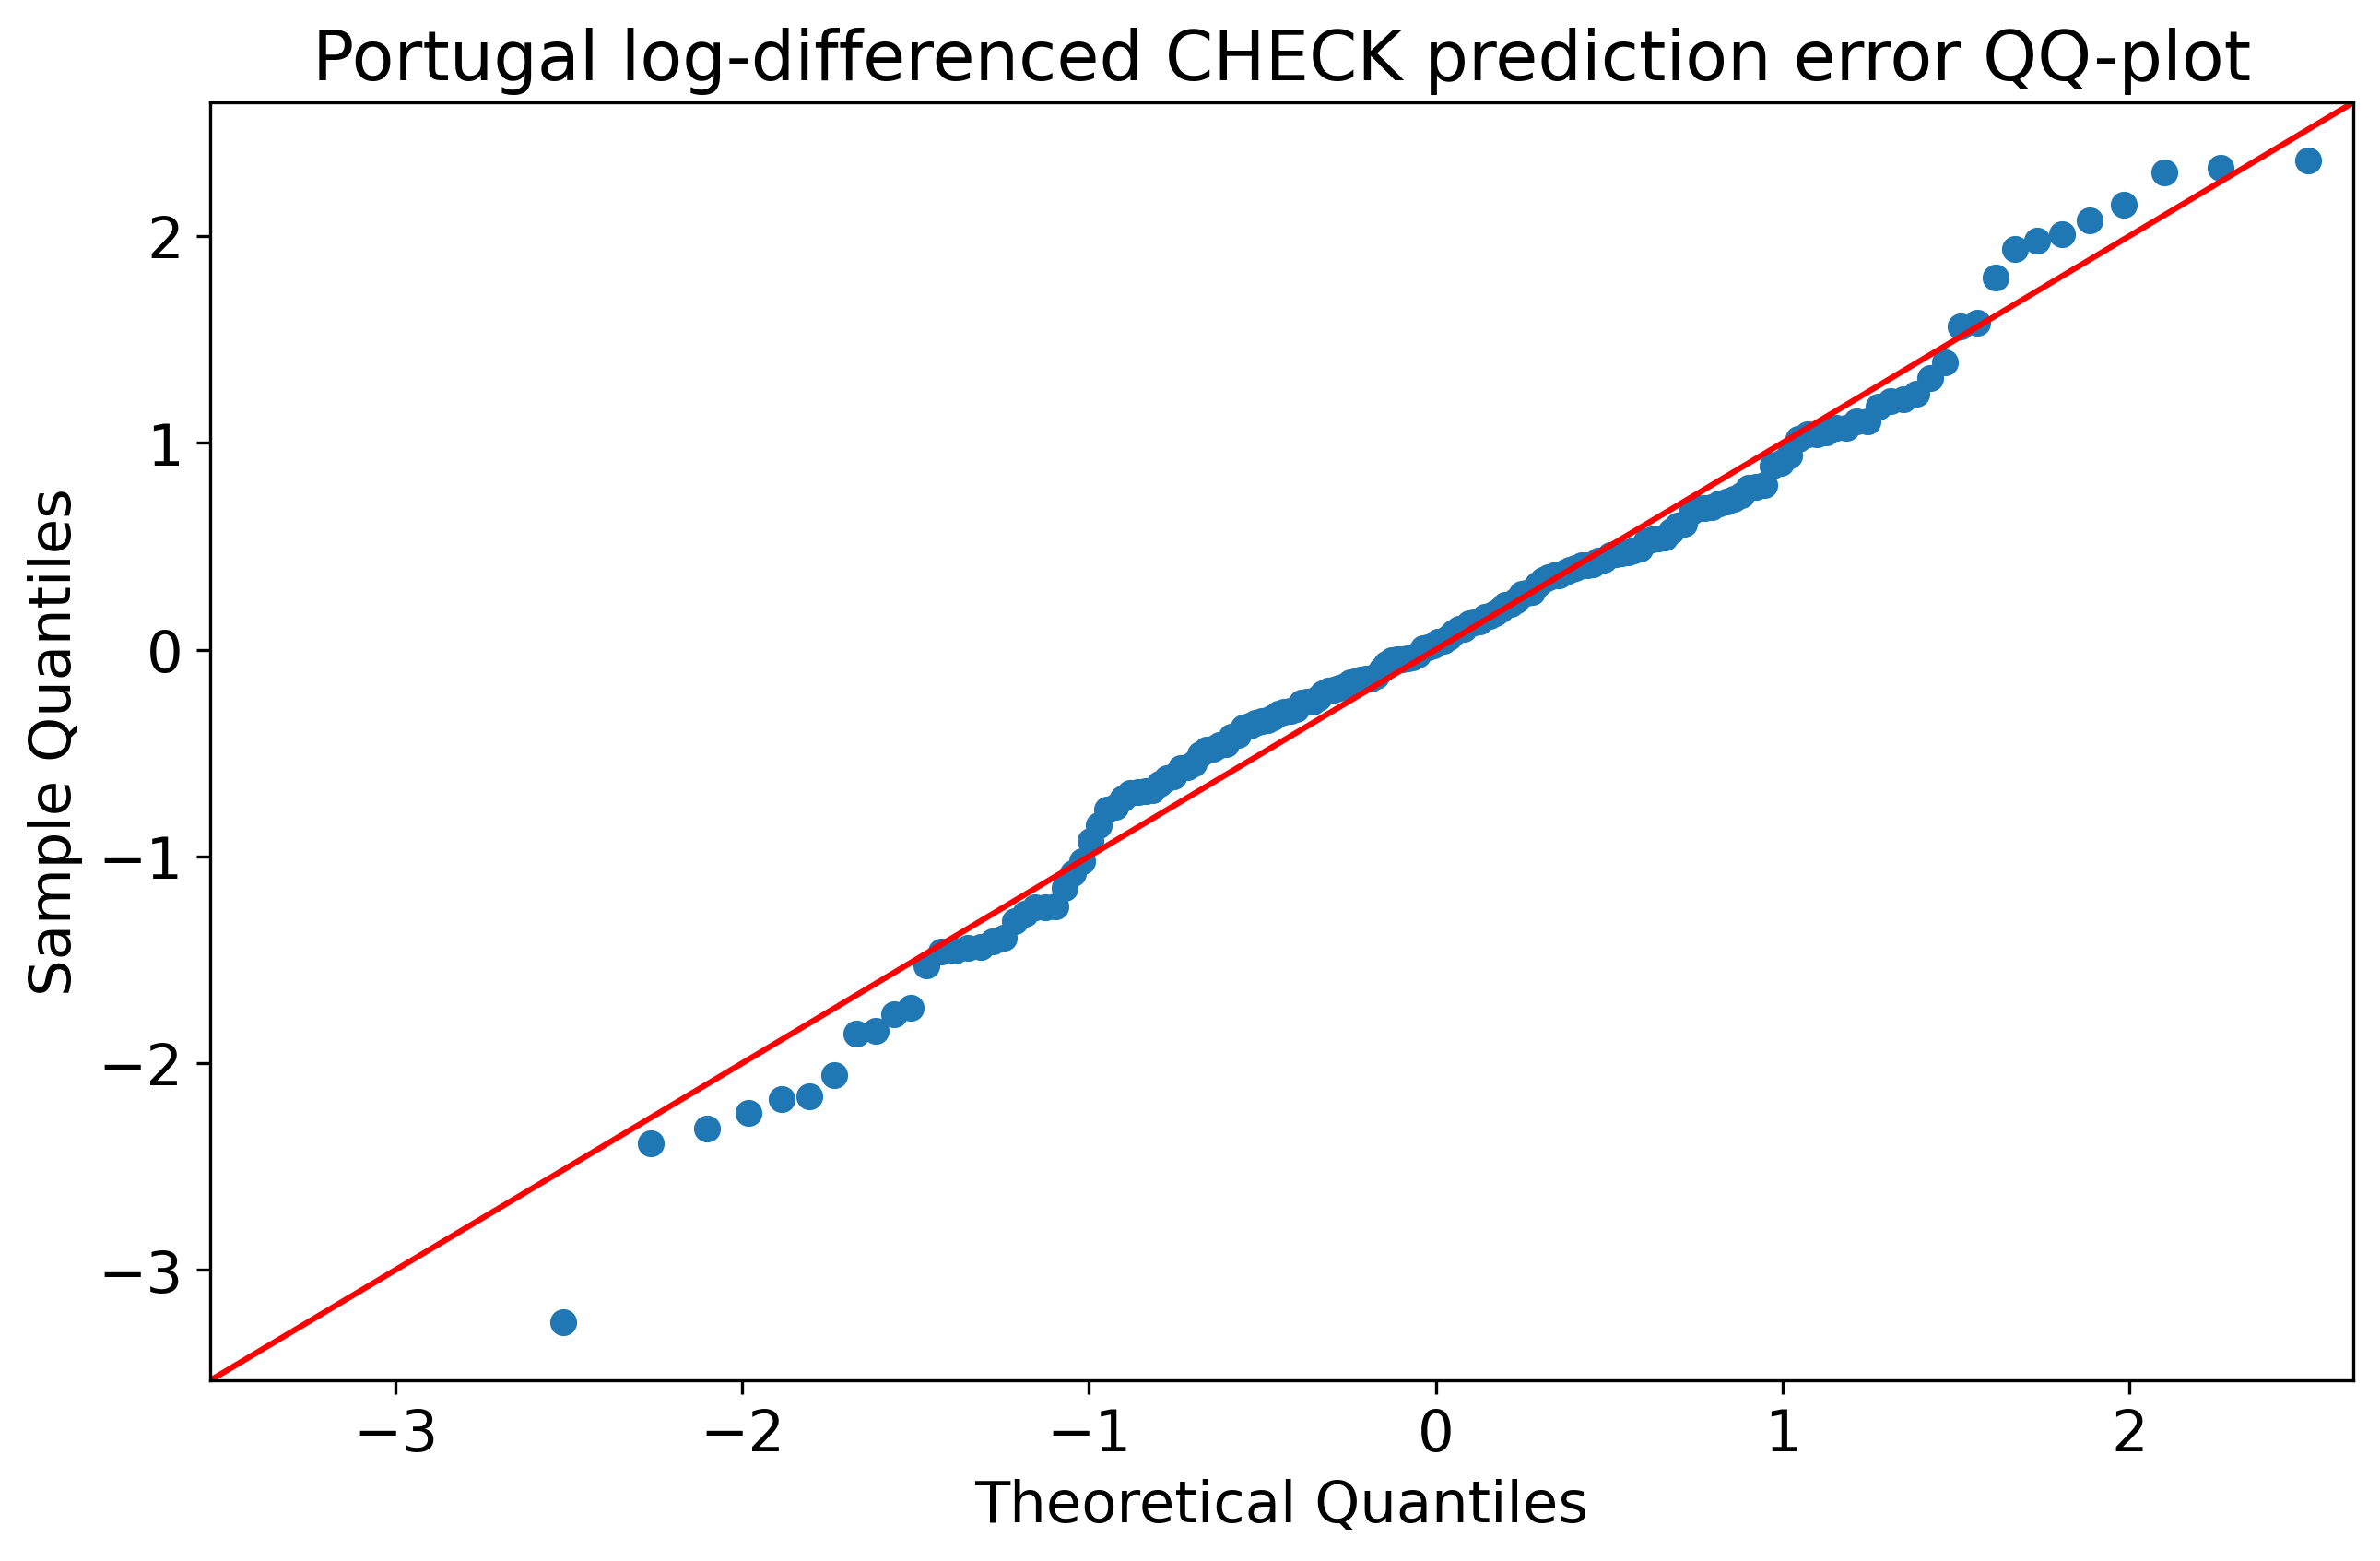 Portugal log-differenced CHECK prediction error QQ-plot
Sample Quantiles
2
1
0
−1
−2
−3
−3 −2 −1 0 1 2
Theoretical Quantiles